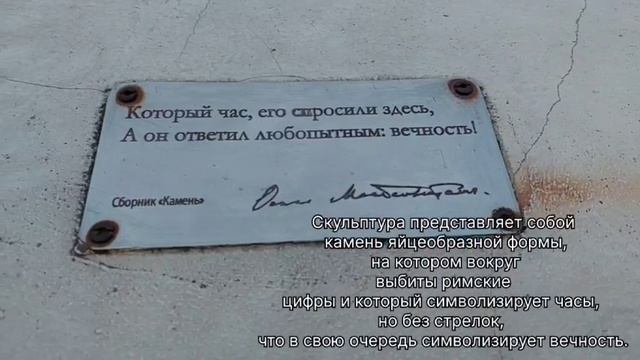 Который час, его спросили здесь,
А он ответил любопытным: вечность!
Сборник «Камень»
Скульптура представляет собой
камень яйцеобразной формы,
на котором вокруг
выбиты римские
цифры и который символизирует часы,
но без стрелок,
что в свою очередь символизирует вечность.